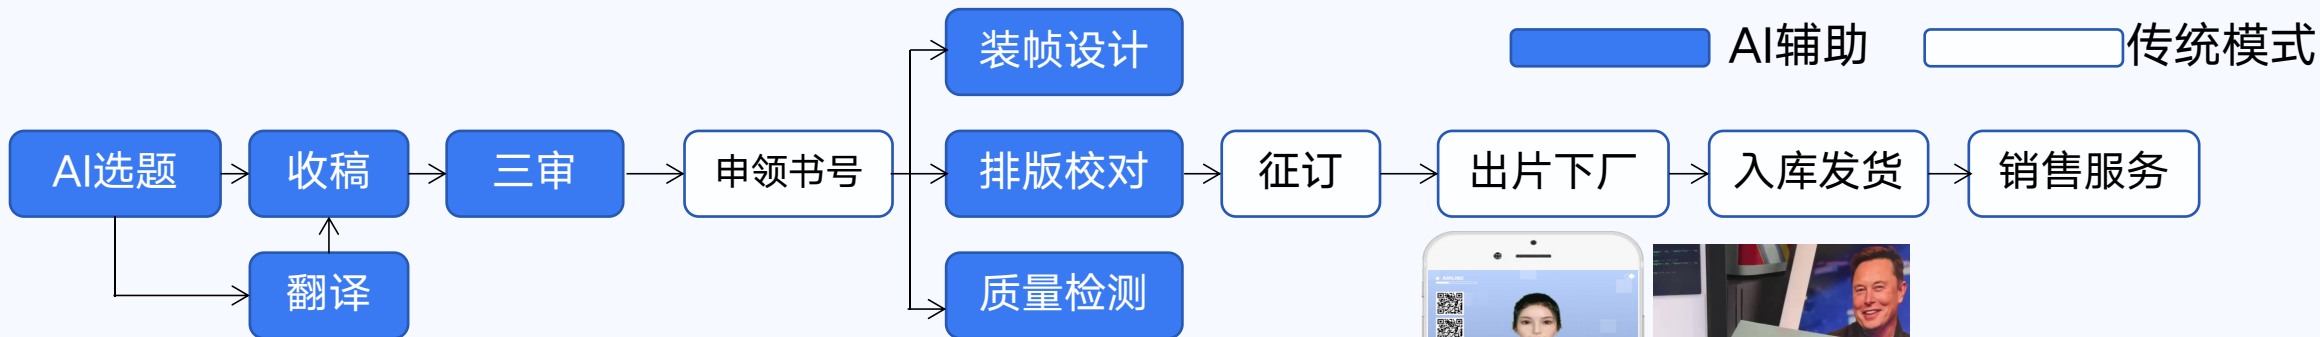 装帧设计
AI辅助
传统模式
AI选题
收稿
三审
申领书号
排版校对
征订
出片下厂
入库发货
销售服务
翻译
质量检测